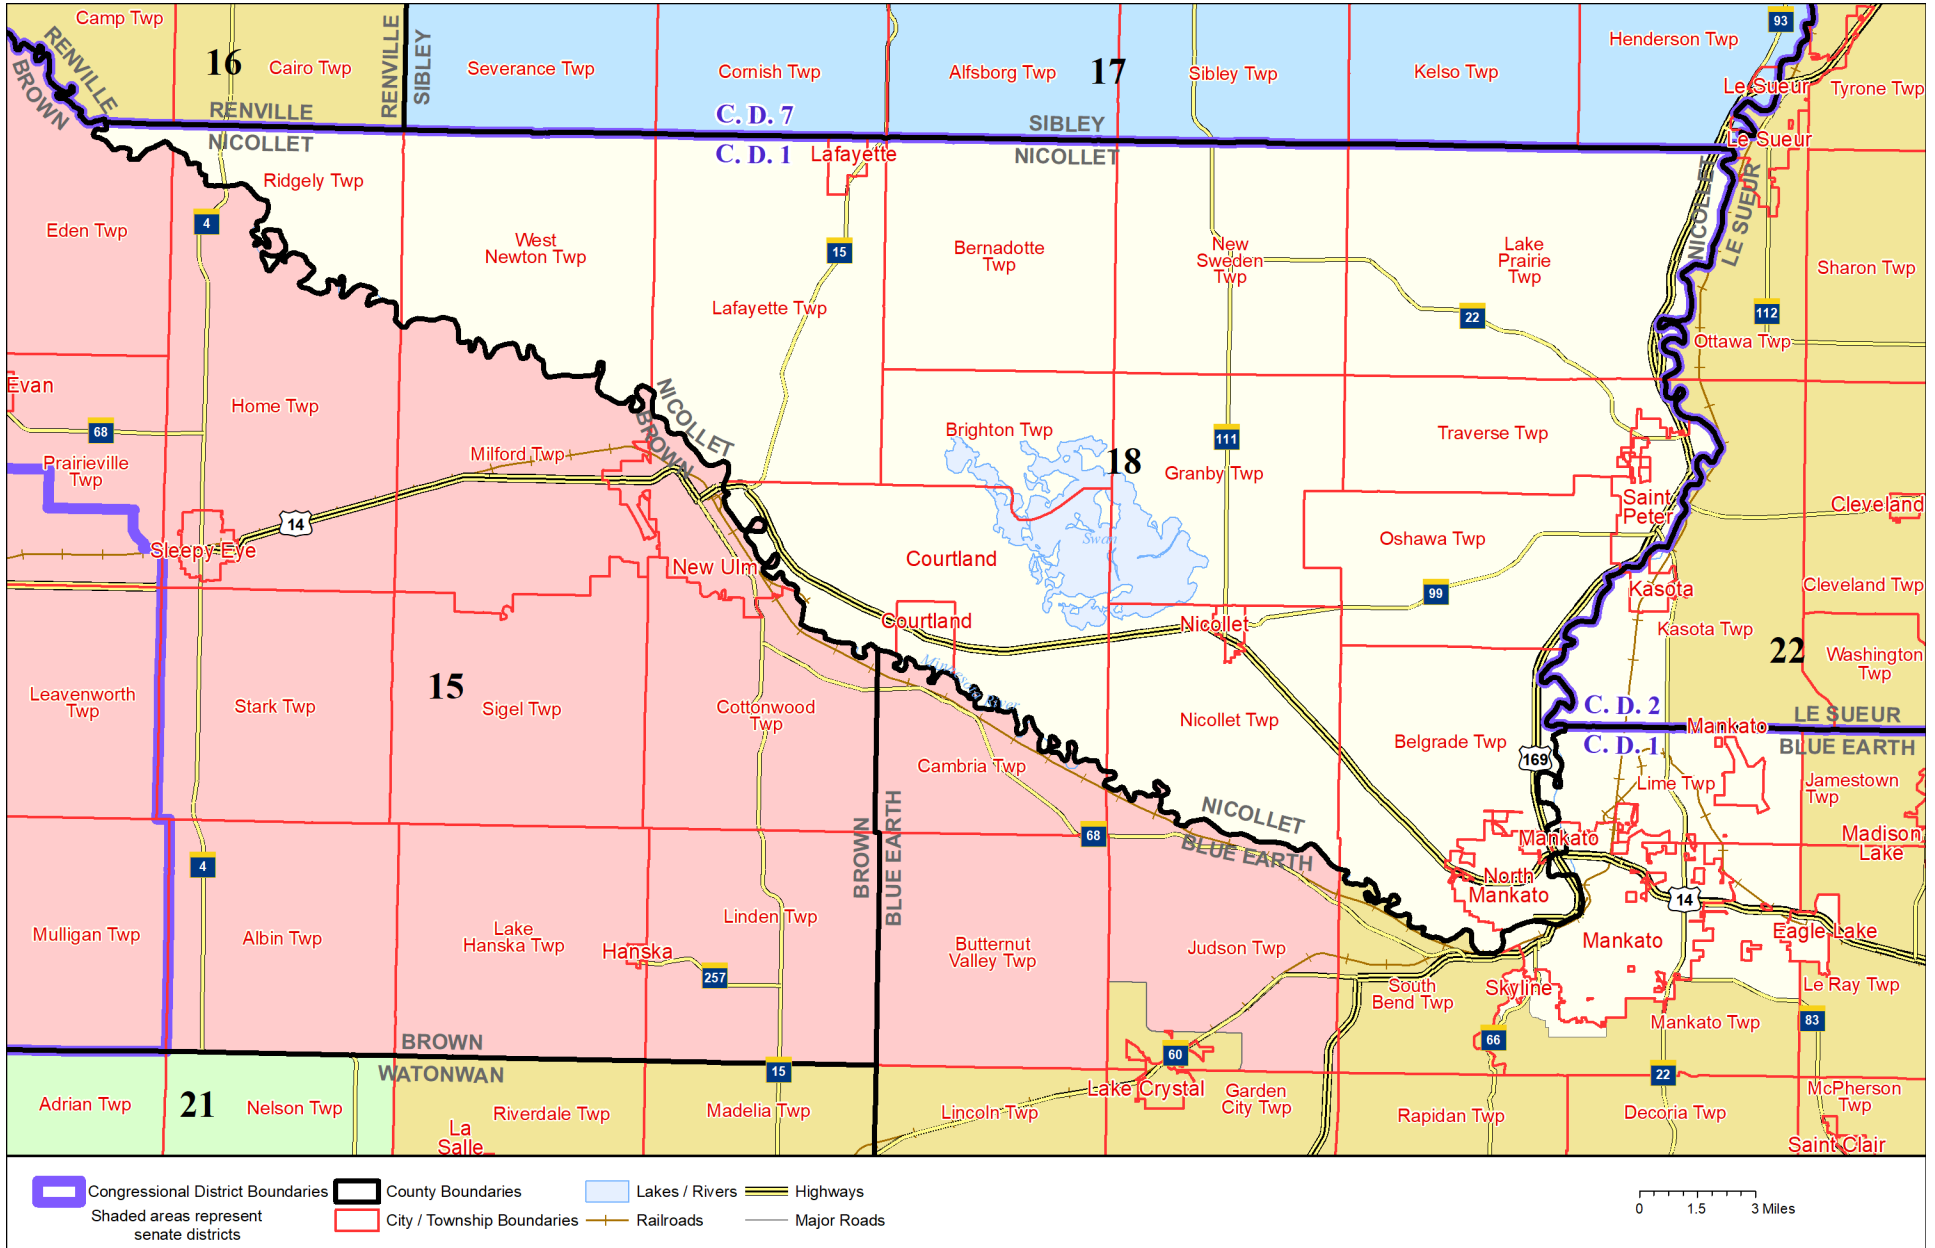 Camp Twp
16
Cairo Twp
RENVILLE
SIBLEY
Severance Twp
Cornish Twp
Alfsborg Twp
17
Sibley Twp
Kelso Twp
Henderson Twp
93
Le Sueur
Tyrone Twp
RENVILLE
BROWN
RENVILLE
NICOLLET
C. D. 7
C. D. 1
SIBLEY
NICOLLET
Lafayette
Le Sueur
Ridgely Twp
NICOLLET
LE SUEUR
Eden Twp
4
West
Newton Twp
15
Bernadotte
Twp
New
Sweden
Twp
Lake
Prairie
Twp
Sharon Twp
Lafayette Twp
22
112
Ottawa Twp
Evan
Home Twp
68
NICOLLET
BROWN
Brighton Twp
111
Traverse Twp
Prairieville
Twp
Milford Twp
18
Granby Twp
14
Saint
Peter
Cleveland
Sleepy Eye
Swan
Oshawa Twp
New Ulm
Courtland
99
Kasota
Cleveland Twp
Courtland
Nicollet
Kasota Twp
22
Washington
Twp
Leavenworth
Twp
15
Stark Twp
Sigel Twp
Cottonwood
Twp
Minnesota River
Nicollet Twp
C. D. 2
C. D. 1
Mankato
LE SUEUR
BLUE EARTH
Belgrade Twp
169
Cambria Twp
Lime Twp
Jamestown
Twp
BROWN
BLUE EARTH
NICOLLET
BLUE EARTH
68
Mankato
Madison
Lake
4
North
Mankato
14
Mulligan Twp
Albin Twp
Lake
Hanska Twp
Hanska
Linden Twp
257
Butternut
Valley Twp
Judson Twp
Mankato
Eagle Lake
South
Bend Twp
Skyline
Le Ray Twp
Mankato Twp
83
66
60
BROWN
WATONWAN
15
22
Adrian Twp
21
Nelson Twp
Riverdale Twp
Madelia Twp
Lincoln Twp
Lake Crystal
Garden
City Twp
Rapidan Twp
Decoria Twp
McPherson
Twp
La
Salle
Saint Clair
Congressional District Boundaries
County Boundaries
Lakes / Rivers
Highways
Shaded areas represent
senate districts
City / Township Boundaries
Railroads
Major Roads
0 1.5 3 Miles